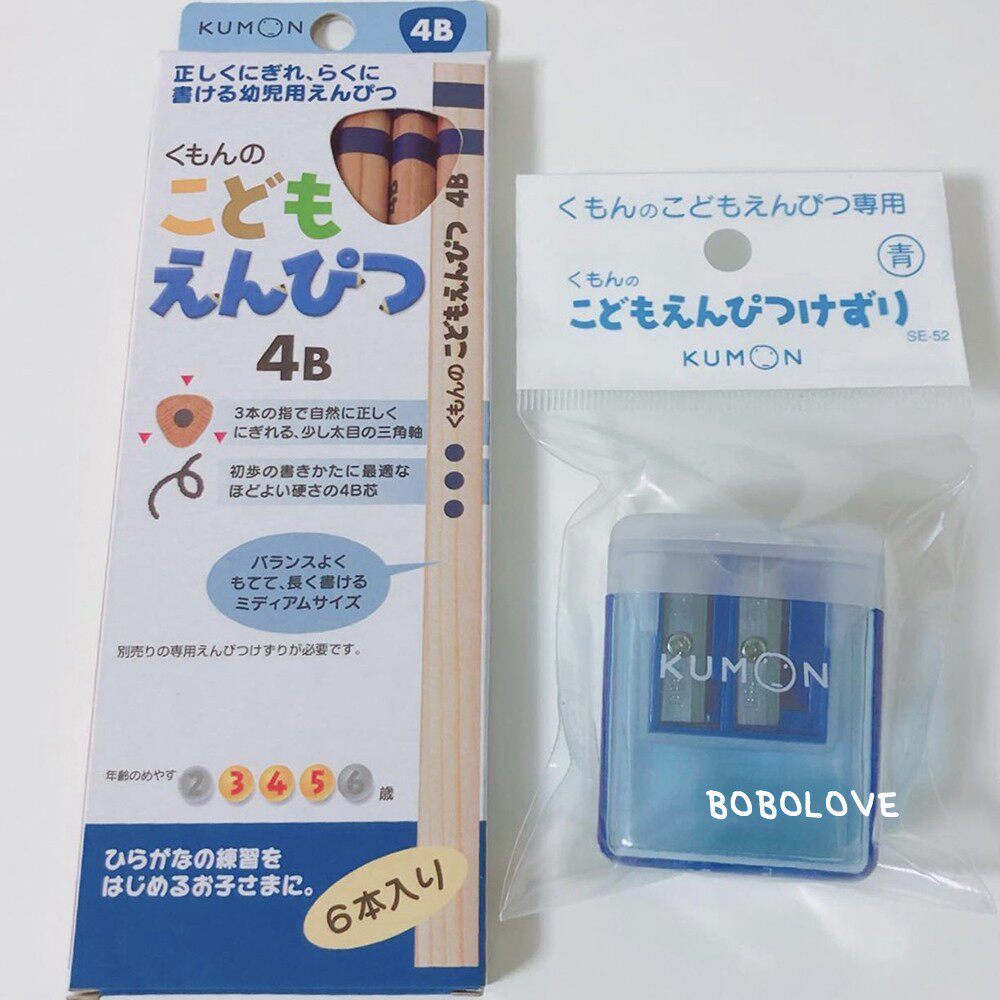 KUMON
4B
正しくにぎれ、らくに
書ける幼児用えんぴつ
くもんの
こども
えんぴつ
4B
くもんの こどもえんぴつ 4B
4B
3本の指で自然に正しく
にぎれる、少し太目の三角軸
初歩の書きかたに最適な
ほどよい硬さの4B芯
バランスよく
もてて、長く書ける
ミディアムサイズ
別売りの専用えんぴつけずりが必要です。
年齢のめやす 2 3 4 5 6 歳
ひらがなの練習を
はじめるお子さまに。
6本入り
くもんのこどもえんぴつ専用
青
くもんの
こどもえんぴつけずり
SE-52
KUMON
KUMON
BOBOLOVE